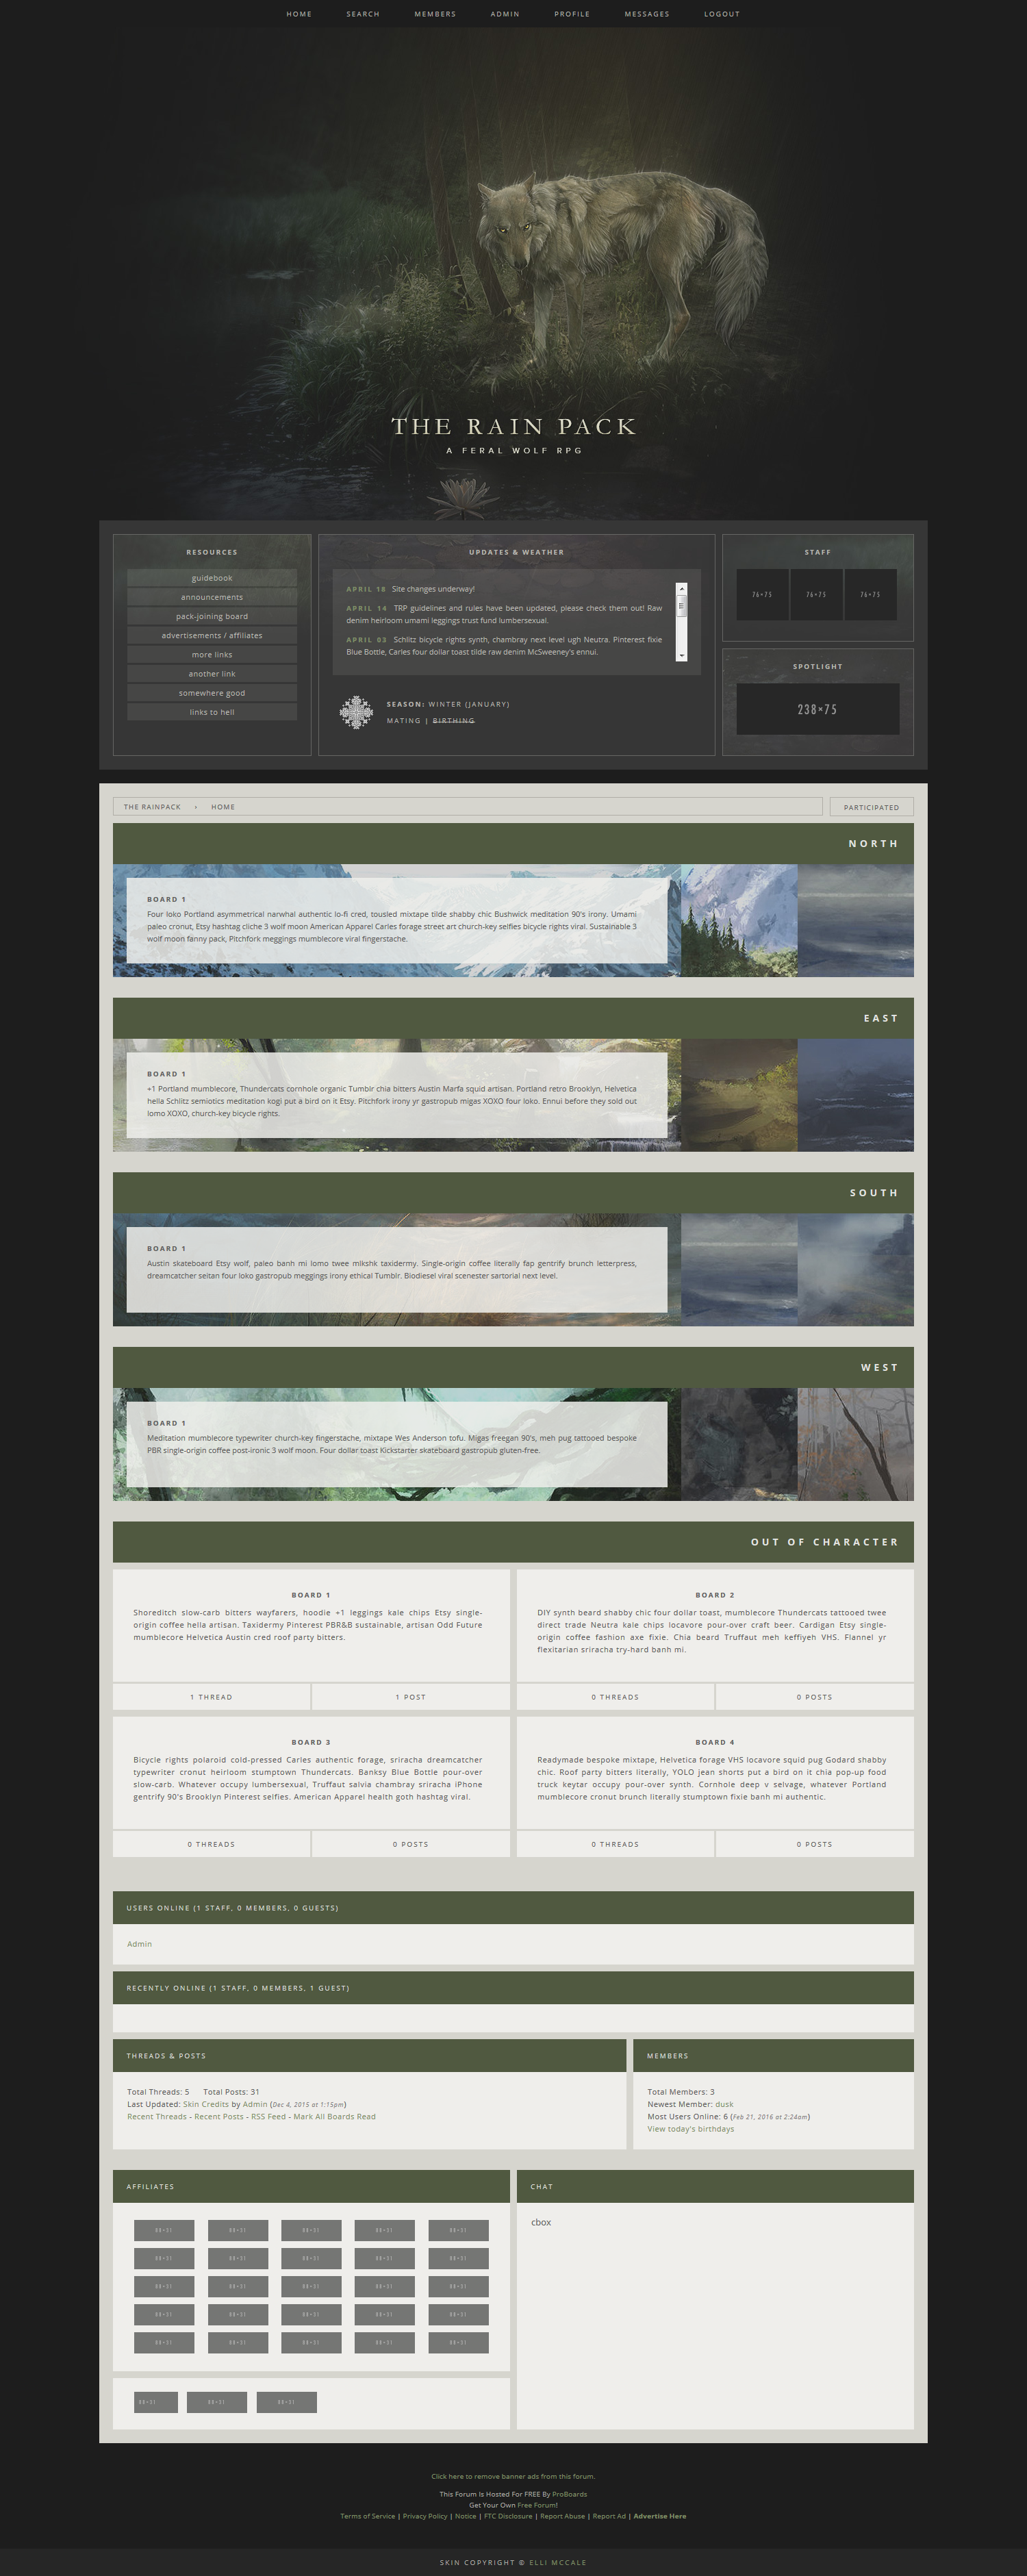 HOME SEARCH MEMBERS ADMIN PROFILE MESSAGES LOGOUT
THE RAIN PACK
A FERAL WOLF RPG
RESOURCES
guidebook
announcements
pack-joining board
advertisements / affiliates
more links
another link
somewhere good
links to hell
UPDATES & WEATHER
APRIL 18 Site changes underway!
APRIL 14 TRP guidelines and rules have been updated, please check them out! Raw
denim heirloom umami leggings trust fund lumbersexual.
APRIL 03 Schlitz bicycle rights synth, chambray next level ugh Neutra. Pinterest fixie
Blue Bottle, Carles four dollar toast tilde raw denim McSweeney's ennui.
SEASON: WINTER (JANUARY)
MATING | BIRTHING
STAFF
76×75 76×75 76×75
SPOTLIGHT
238×75
THE RAINPACK › HOME
PARTICIPATED
NORTH
BOARD 1
Four loko Portland asymmetrical narwhal authentic lo-fi cred, tousled mixtape tilde shabby chic Bushwick meditation 90's irony. Umami
paleo cronut, Etsy hashtag cliche 3 wolf moon American Apparel Carles forage street art church-key selfies bicycle rights viral. Sustainable 3
wolf moon fanny pack, Pitchfork meggings mumblecore viral fingerstache.
EAST
BOARD 1
+1 Portland mumblecore, Thundercats cornhole organic Tumblr chia bitters Austin Marfa squid artisan. Portland retro Brooklyn, Helvetica
hella Schlitz semiotics meditation kogi put a bird on it Etsy. Pitchfork irony yr gastropub migas XOXO four loko. Ennui before they sold out
lomo XOXO, church-key bicycle rights.
SOUTH
BOARD 1
Austin skateboard Etsy wolf, paleo banh mi lomo twee mlkshk taxidermy. Single-origin coffee literally fap gentrify brunch letterpress,
dreamcatcher seitan four loko gastropub meggings irony ethical Tumblr. Biodiesel viral scenester sartorial next level.
WEST
BOARD 1
Meditation mumblecore typewriter church-key fingerstache, mixtape Wes Anderson tofu. Migas freegan 90's, meh pug tattooed bespoke
PBR single-origin coffee post-ironic 3 wolf moon. Four dollar toast Kickstarter skateboard gastropub gluten-free.
OUT OF CHARACTER
BOARD 1
Shoreditch slow-carb bitters wayfarers, hoodie +1 leggings kale chips Etsy single-
origin coffee hella artisan. Taxidermy Pinterest PBR&B sustainable, artisan Odd Future
mumblecore Helvetica Austin cred roof party bitters.
1 THREAD 1 POST
BOARD 2
DIY synth beard shabby chic four dollar toast, mumblecore Thundercats tattooed twee
direct trade Neutra kale chips locavore pour-over craft beer. Cardigan Etsy single-
origin coffee fashion axe fixie. Chia beard Truffaut meh keffiyeh VHS. Flannel yr
flexitarian sriracha try-hard banh mi.
0 THREADS 0 POSTS
BOARD 3
Bicycle rights polaroid cold-pressed Carles authentic forage, sriracha dreamcatcher
typewriter cronut heirloom stumptown Thundercats. Banksy Blue Bottle pour-over
slow-carb. Whatever occupy lumbersexual, Truffaut salvia chambray sriracha iPhone
gentrify 90's Brooklyn Pinterest selfies. American Apparel health goth hashtag viral.
0 THREADS 0 POSTS
BOARD 4
Readymade bespoke mixtape, Helvetica forage VHS locavore squid pug Godard shabby
chic. Roof party bitters literally, YOLO jean shorts put a bird on it chia pop-up food
truck keytar occupy pour-over synth. Cornhole deep v selvage, whatever Portland
mumblecore cronut brunch literally stumptown fixie banh mi authentic.
0 THREADS 0 POSTS
USERS ONLINE (1 STAFF, 0 MEMBERS, 0 GUESTS)
Admin
RECENTLY ONLINE (1 STAFF, 0 MEMBERS, 1 GUEST)
THREADS & POSTS
Total Threads: 5 Total Posts: 31
Last Updated: Skin Credits by Admin (Dec 4, 2015 at 1:15pm)
Recent Threads - Recent Posts - RSS Feed - Mark All Boards Read
MEMBERS
Total Members: 3
Newest Member: dusk
Most Users Online: 6 (Feb 21, 2016 at 2:24am)
View today's birthdays
AFFILIATES
88×31 88×31 88×31 88×31 88×31
88×31 88×31 88×31 88×31 88×31
88×31 88×31 88×31 88×31 88×31
88×31 88×31 88×31 88×31 88×31
88×31 88×31 88×31 88×31 88×31
88×31 88×31 88×31
CHAT
cbox
Click here to remove banner ads from this forum.
This Forum Is Hosted For FREE By ProBoards
Get Your Own Free Forum!
Terms of Service | Privacy Policy | Notice | FTC Disclosure | Report Abuse | Report Ad | Advertise Here
SKIN COPYRIGHT © ELLI MCCALE